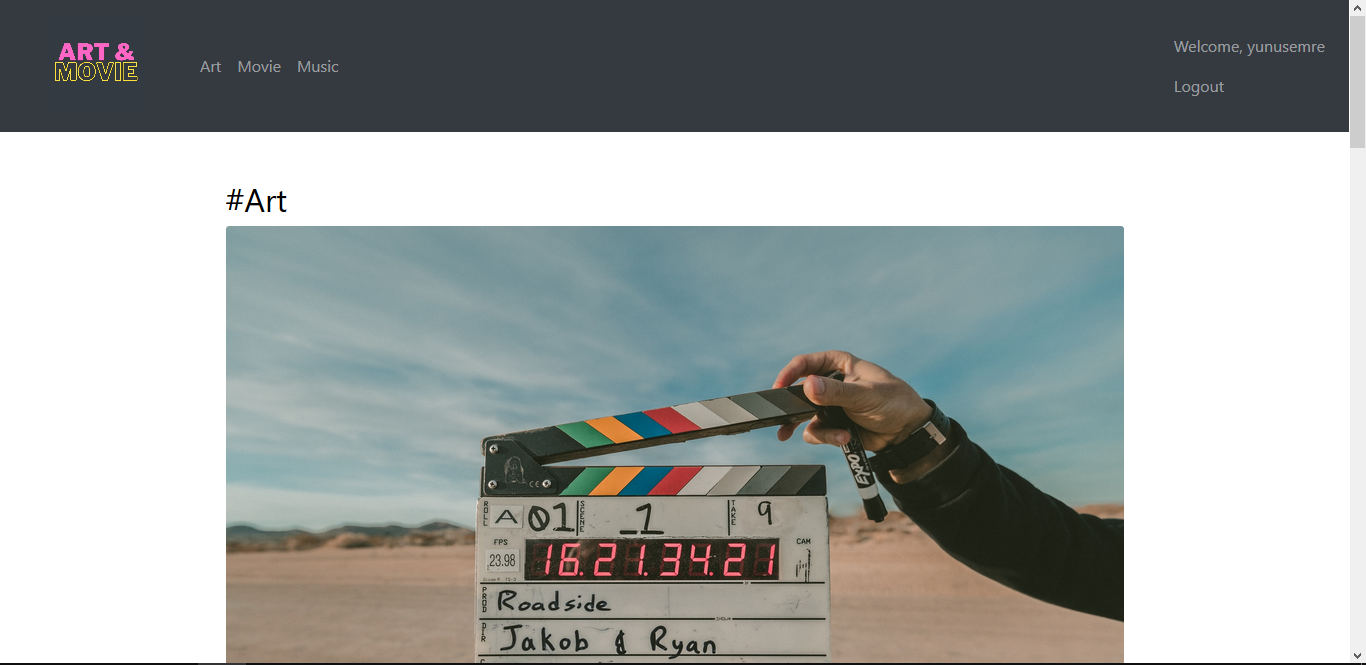 ART &
MOVIE
Art Movie Music
Welcome, yunusemre
Logout
#Art
EXPO
ROLL A 01 SCENE 1 TAKE 9
FPS CAM
23.98 16.21.34.21
PROD Roadside
DIR Jakob & Ryan